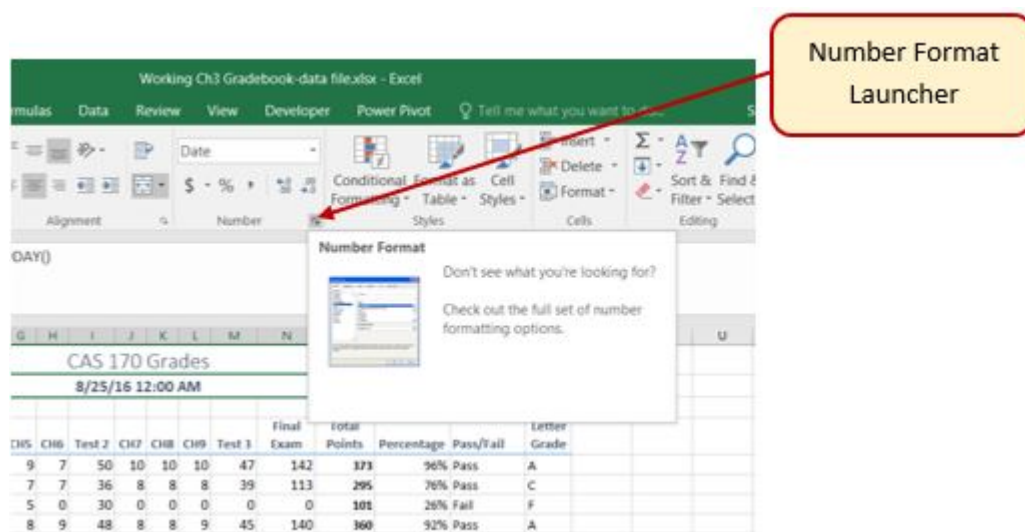 Number Format
Launcher
Working Ch3 Gradebook-data file.xlsx - Excel
mulas Data Review View Developer Power Pivot Tell me what you want to do... S
Date
Insert
Σ
$ % ,
Conditional Formatting
Format as Table
Cell Styles
Delete
Format
Sort & Filter
Find & Select
Alignment Number Styles Cells Editing
DAY()
Number Format
Don't see what you're looking for?
Check out the full set of number
formatting options.
G H I J K L M N U
CAS 170 Grades
8/25/16 12:00 AM
CH5 CH6 Test 2 CH7 CH8 CH9 Test 3 Final Exam Total Points Percentage Pass/Fail Letter Grade
9 7 50 10 10 10 47 142 373 96% Pass A
7 7 36 8 8 8 39 113 295 76% Pass C
5 0 30 0 0 0 0 0 101 26% Fail F
8 9 48 8 8 9 45 140 360 92% Pass A